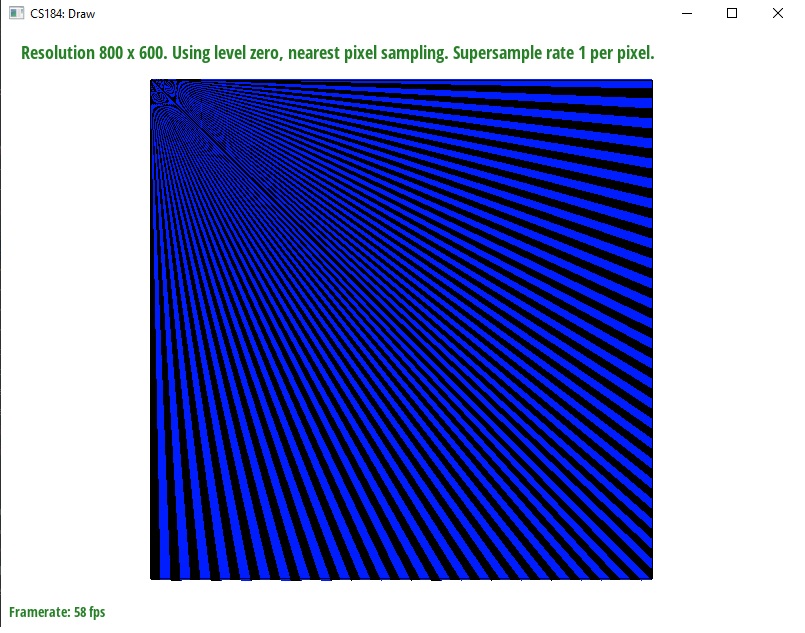 CS184: Draw
Resolution 800 x 600. Using level zero, nearest pixel sampling. Supersample rate 1 per pixel.
Framerate: 58 fps